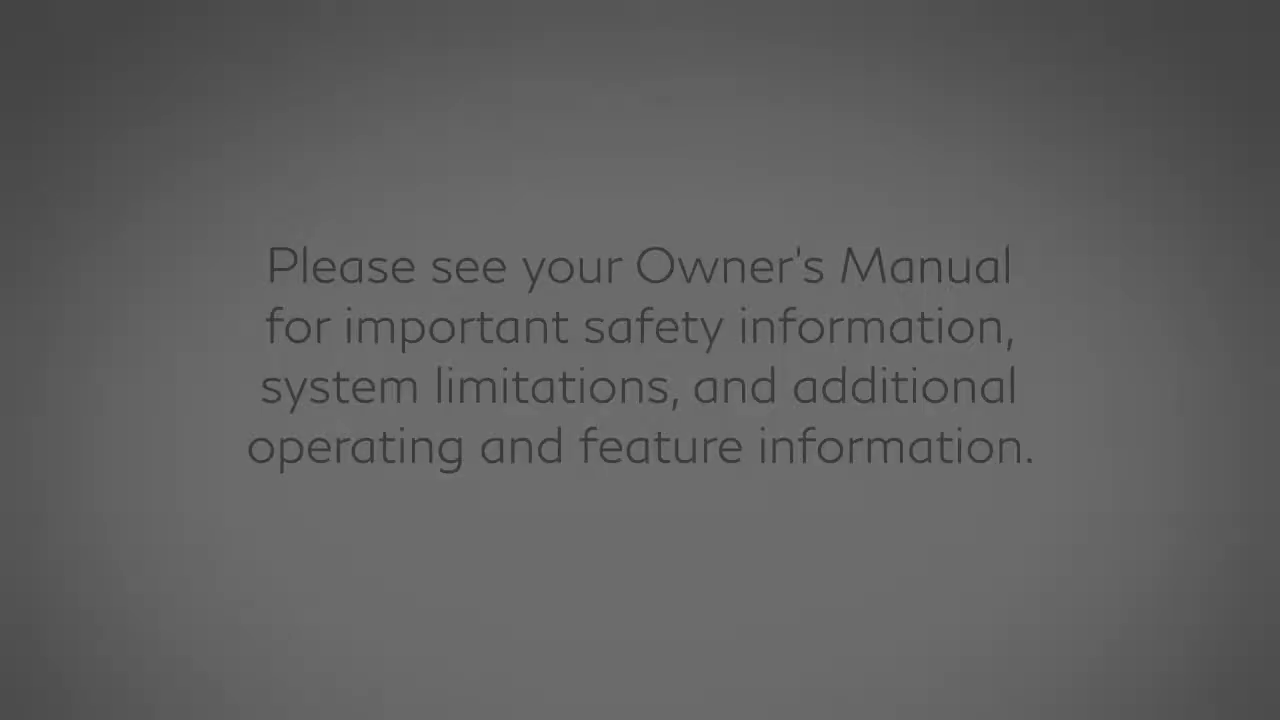 Please see your Owner's Manual
for important safety information,
system limitations, and additional
operating and feature information.